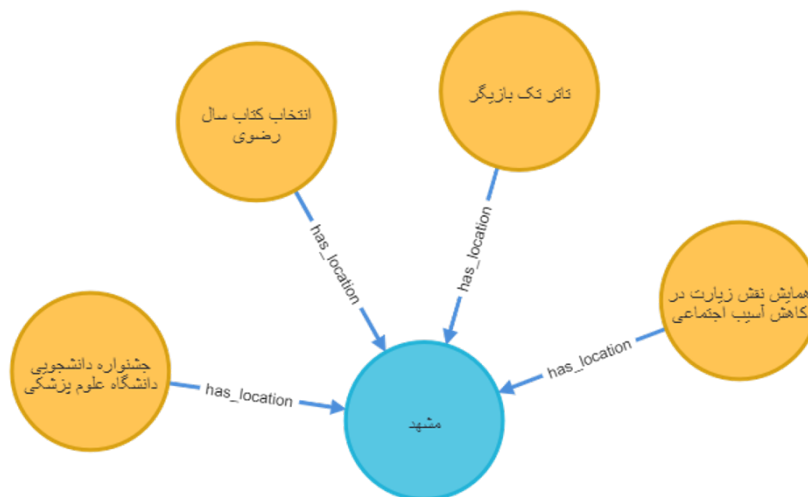 تاتر تک بازیگر
انتخاب کتاب سال
رضوی
همایش نقش زیارت در
کاهش آسیب اجتماعی
جشنواره دانشجویی
دانشگاه علوم پزشکی
مشهد
has_location
has_location
has_location
has_location